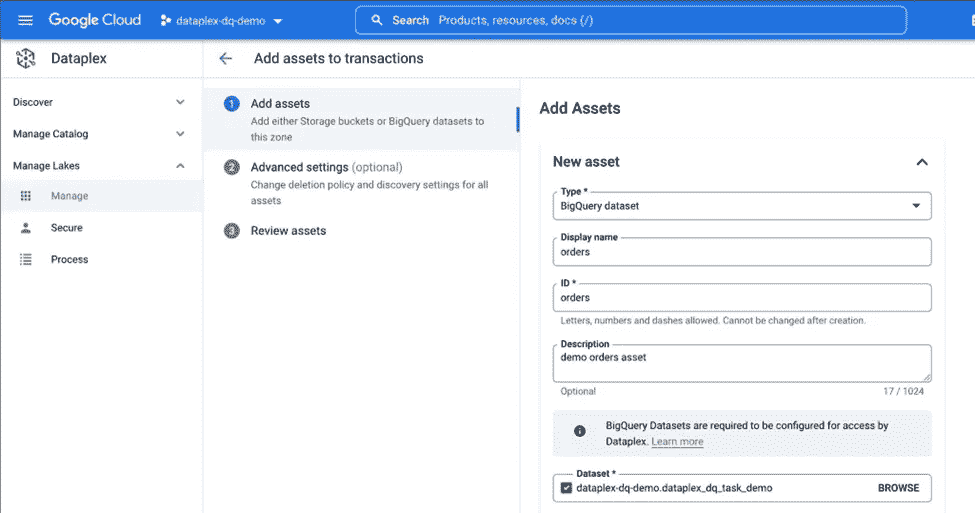 Google Cloud
dataplex-dq-demo
Search Products, resources, docs (/)
Dataplex
Add assets to transactions
Discover
Manage Catalog
Manage Lakes
Manage
Secure
Process
1
Add assets
Add either Storage buckets or BigQuery datasets to
this zone
2
Advanced settings (optional)
Change deletion policy and discovery settings for all
assets
3
Review assets
Add Assets
New asset
Type *
BigQuery dataset
Display name
orders
ID *
orders
Letters, numbers and dashes allowed. Cannot be changed after creation.
Description
demo orders asset
Optional
17 / 1024
BigQuery Datasets are required to be configured for access by
Dataplex. Learn more
Dataset *
dataplex-dq-demo.dataplex_dq_task_demo
BROWSE